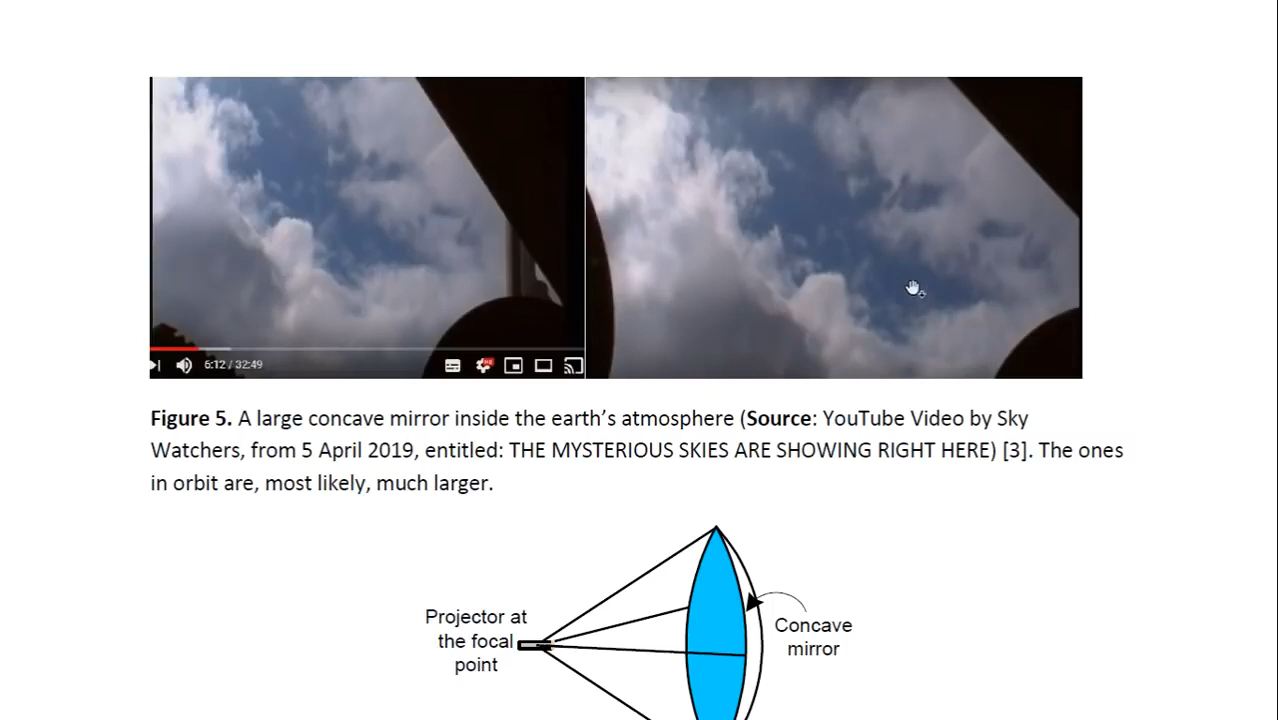 6:12 / 32:49
Figure 5. A large concave mirror inside the earth’s atmosphere (Source: YouTube Video by Sky
Watchers, from 5 April 2019, entitled: THE MYSTERIOUS SKIES ARE SHOWING RIGHT HERE) [3]. The ones
in orbit are, most likely, much larger.
Projector at
the focal
point
Concave
mirror